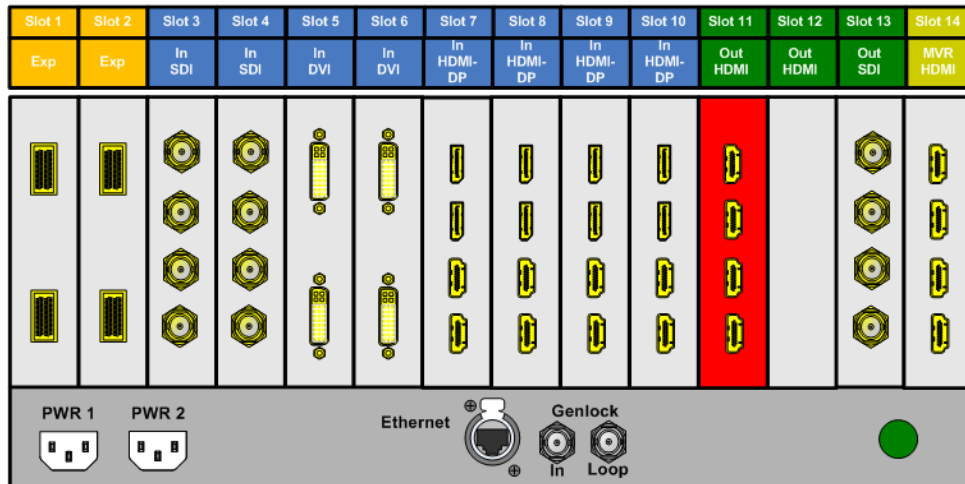 Slot 1 Slot 2 Slot 3 Slot 4 Slot 5 Slot 6 Slot 7 Slot 8 Slot 9 Slot 10 Slot 11 Slot 12 Slot 13 Slot 14
Exp
Exp
In
SDI
In
SDI
In
DVI
In
DVI
In
HDMI-
DP
In
HDMI-
DP
In
HDMI-
DP
In
HDMI-
DP
Out
HDMI
Out
HDMI
Out
SDI
MVR
HDMI
PWR 1
PWR 2
Ethernet
Genlock
In
Loop